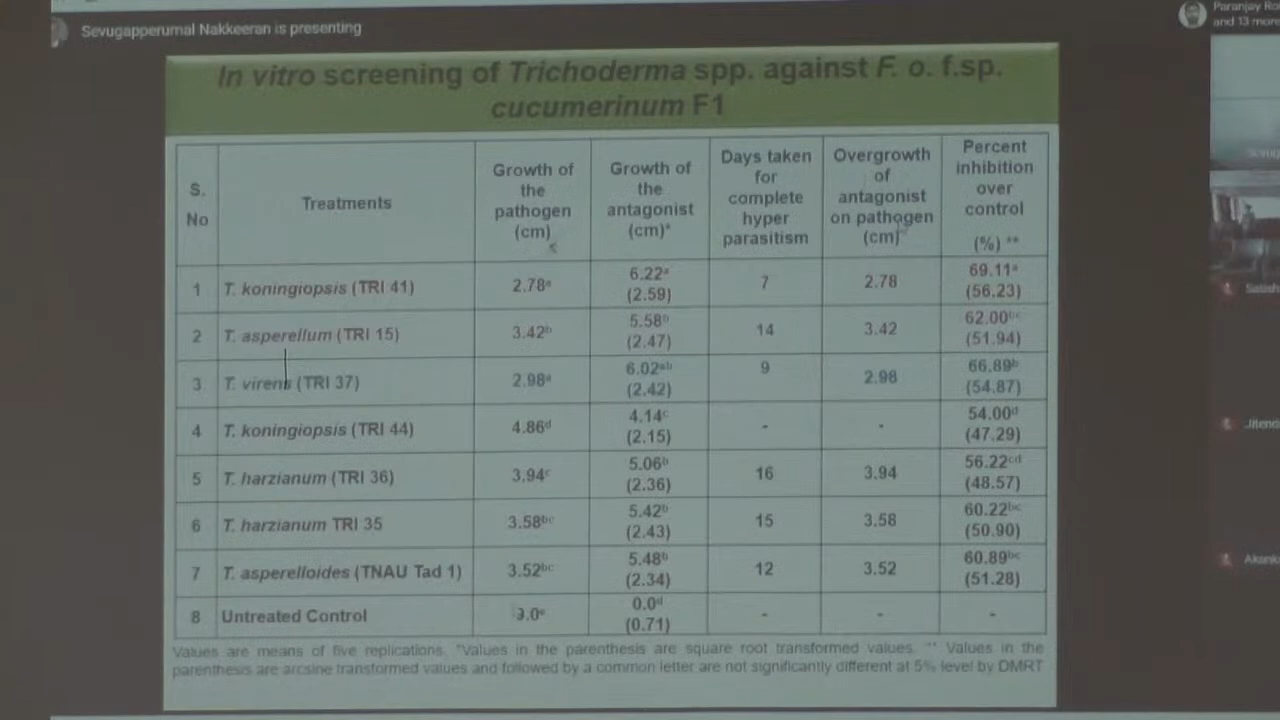 Sevugapperumal Nakkeeran is presenting
Paranjay Ro
and 13 more
In vitro screening of Trichoderma spp. against F. o. f.sp.
cucumerinum F1
S. No | Treatments | Growth of the pathogen (cm) | Growth of the antagonist (cm)* | Days taken for complete hyper parasitism | Overgrowth of antagonist on pathogen (cm) | Percent inhibition over control (%) **
1 | T. koningiopsis (TRI 41) | 2.78ᵃ | 6.22ᵃ (2.59) | 7 | 2.78 | 69.11ᵃ (56.23)
2 | T. asperellum (TRI 15) | 3.42ᵇ | 5.58ᵇ (2.47) | 14 | 3.42 | 62.00ᵇᶜ (51.94)
3 | T. virens (TRI 37) | 2.98ᵃ | 6.02ᵃᵇ (2.42) | 9 | 2.98 | 66.89ᵇ (54.87)
4 | T. koningiopsis (TRI 44) | 4.86ᵈ | 4.14ᶜ (2.15) | - | - | 54.00ᵈ (47.29)
5 | T. harzianum (TRI 36) | 3.94ᶜ | 5.06ᵇ (2.36) | 16 | 3.94 | 56.22ᶜᵈ (48.57)
6 | T. harzianum TRI 35 | 3.58ᵇᶜ | 5.42ᵇ (2.43) | 15 | 3.58 | 60.22ᵇᶜ (50.90)
7 | T. asperelloides (TNAU Tad 1) | 3.52ᵇᶜ | 5.48ᵇ (2.34) | 12 | 3.52 | 60.89ᵇᶜ (51.28)
8 | Untreated Control | 9.0ᵉ | 0.0ᵈ (0.71) | - | - | -
Values are means of five replications. *Values in the parenthesis are square root transformed values. ** Values in the
parenthesis are arcsine transformed values and followed by a common letter are not significantly different at 5% level by DMRT
Satish
Jitend